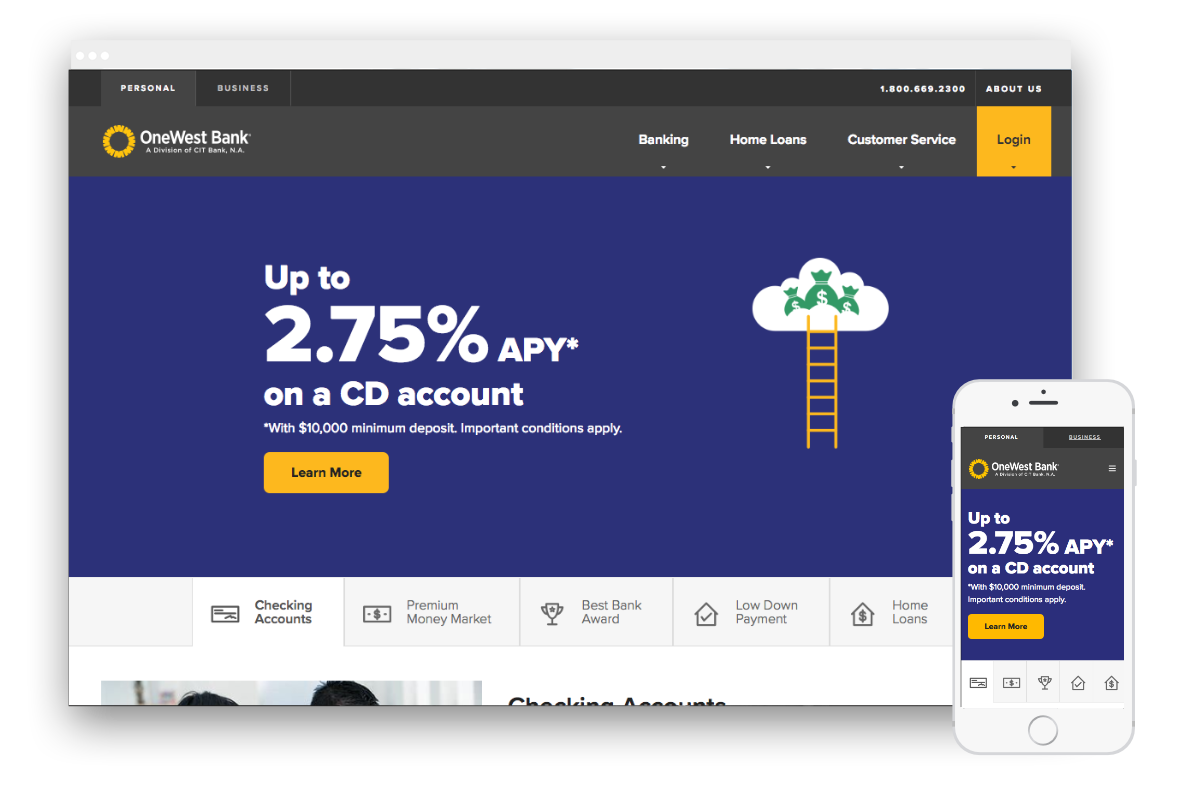 PERSONAL
BUSINESS
1.800.669.2300
ABOUT US
OneWest Bank
A Division of CIT Bank, N.A.
Banking
Home Loans
Customer Service
Login
Up to
2.75% APY*
on a CD account
*With $10,000 minimum deposit. Important conditions apply.
Learn More
Checking
Accounts
Premium
Money Market
Best Bank
Award
Low Down
Payment
Home
Loans
Checking Accounts
PERSONAL
BUSINESS
OneWest Bank
A Division of CIT Bank, N.A.
Up to
2.75% APY*
on a CD account
*With $10,000 minimum deposit.
Important conditions apply.
Learn More